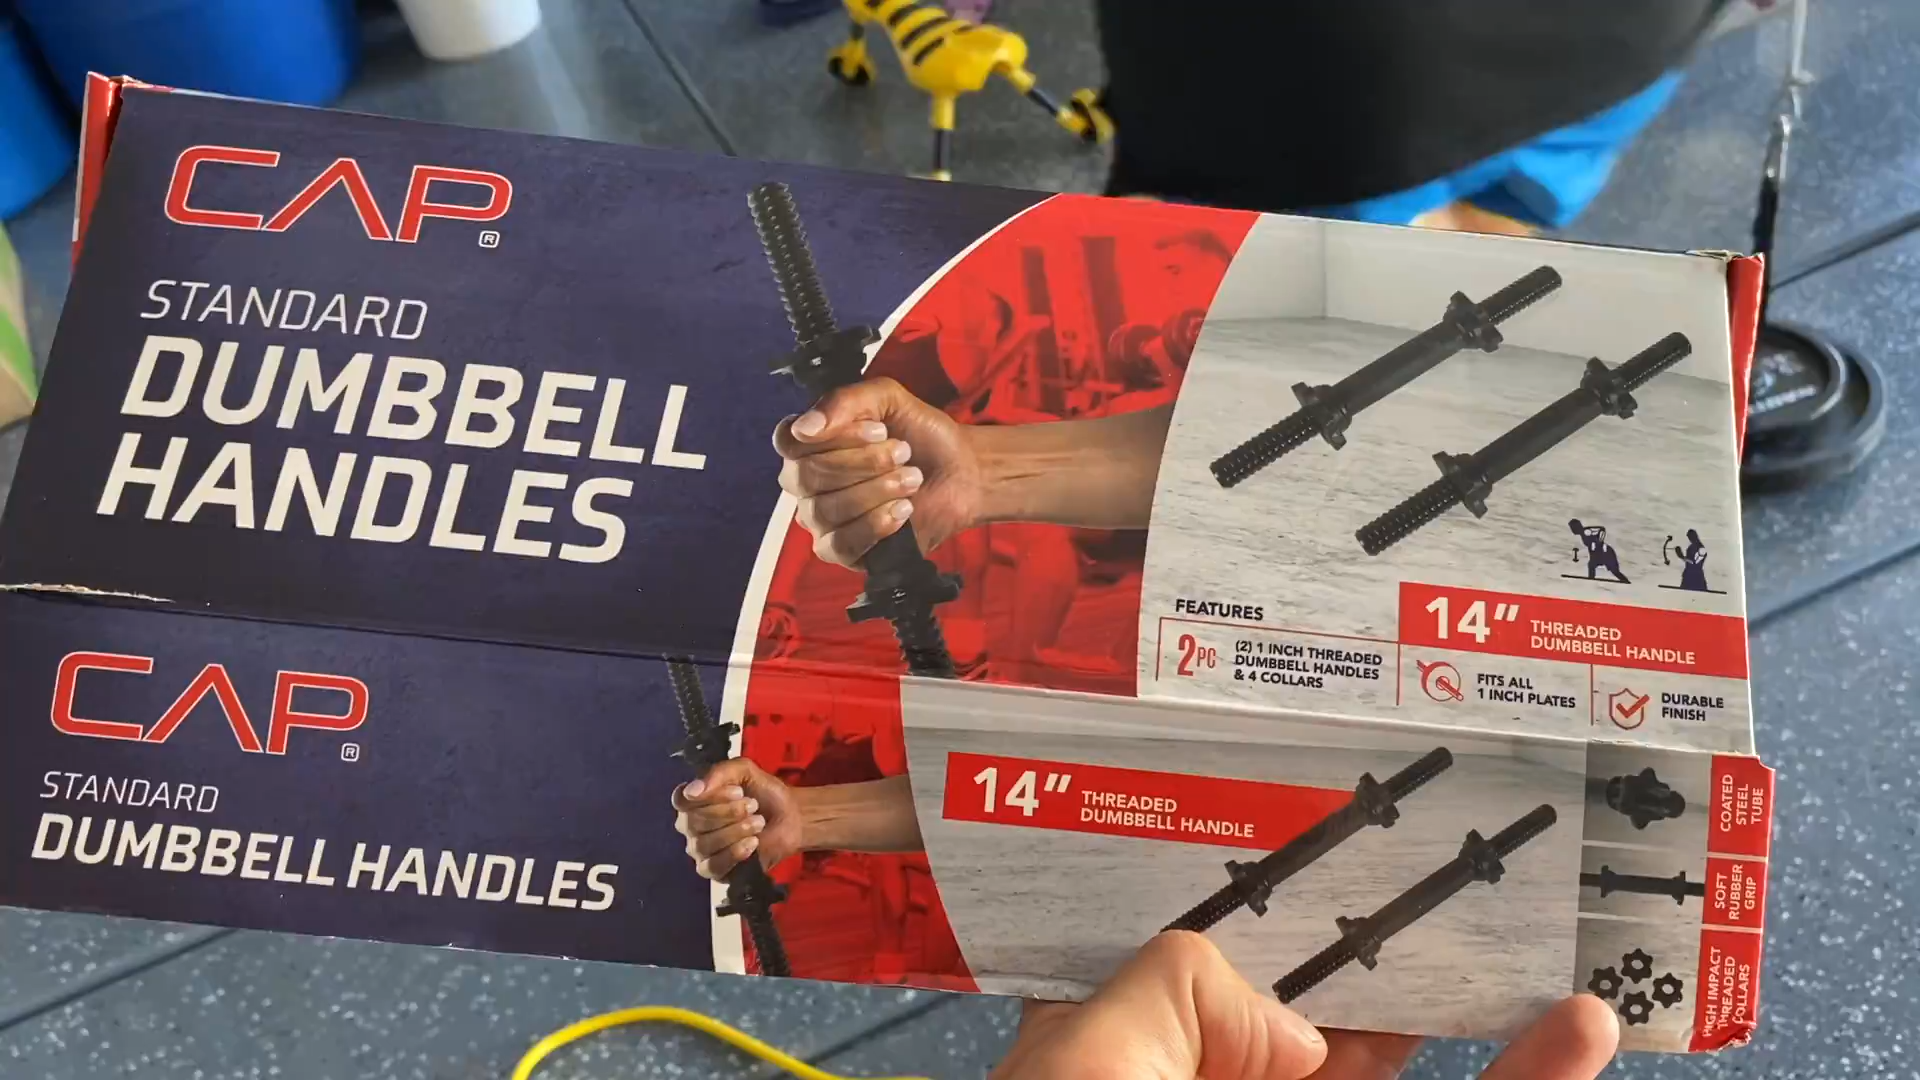 CAP®
STANDARD
DUMBBELL
HANDLES
FEATURES
2PC
(2) 1 INCH THREADED
DUMBBELL HANDLES
& 4 COLLARS
14"
THREADED
DUMBBELL HANDLE
FITS ALL
1 INCH PLATES
DURABLE
FINISH
CAP®
STANDARD
DUMBBELL HANDLES
14"
THREADED
DUMBBELL HANDLE
COATED
STEEL
TUBE
SOFT
RUBBER
GRIP
HIGH IMPACT
THREADED
COLLARS